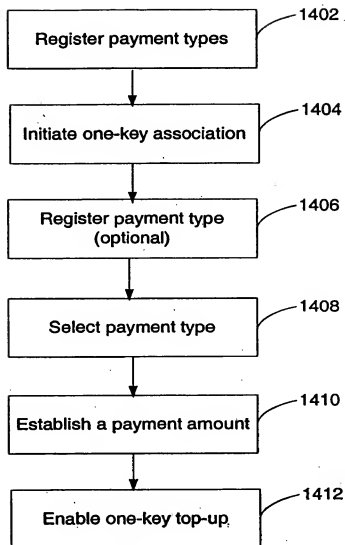 Register payment types
1402
Initiate one-key association
1404
Register payment type
(optional)
1406
Select payment type
1408
Establish a payment amount
1410
Enable one-key top-up
1412